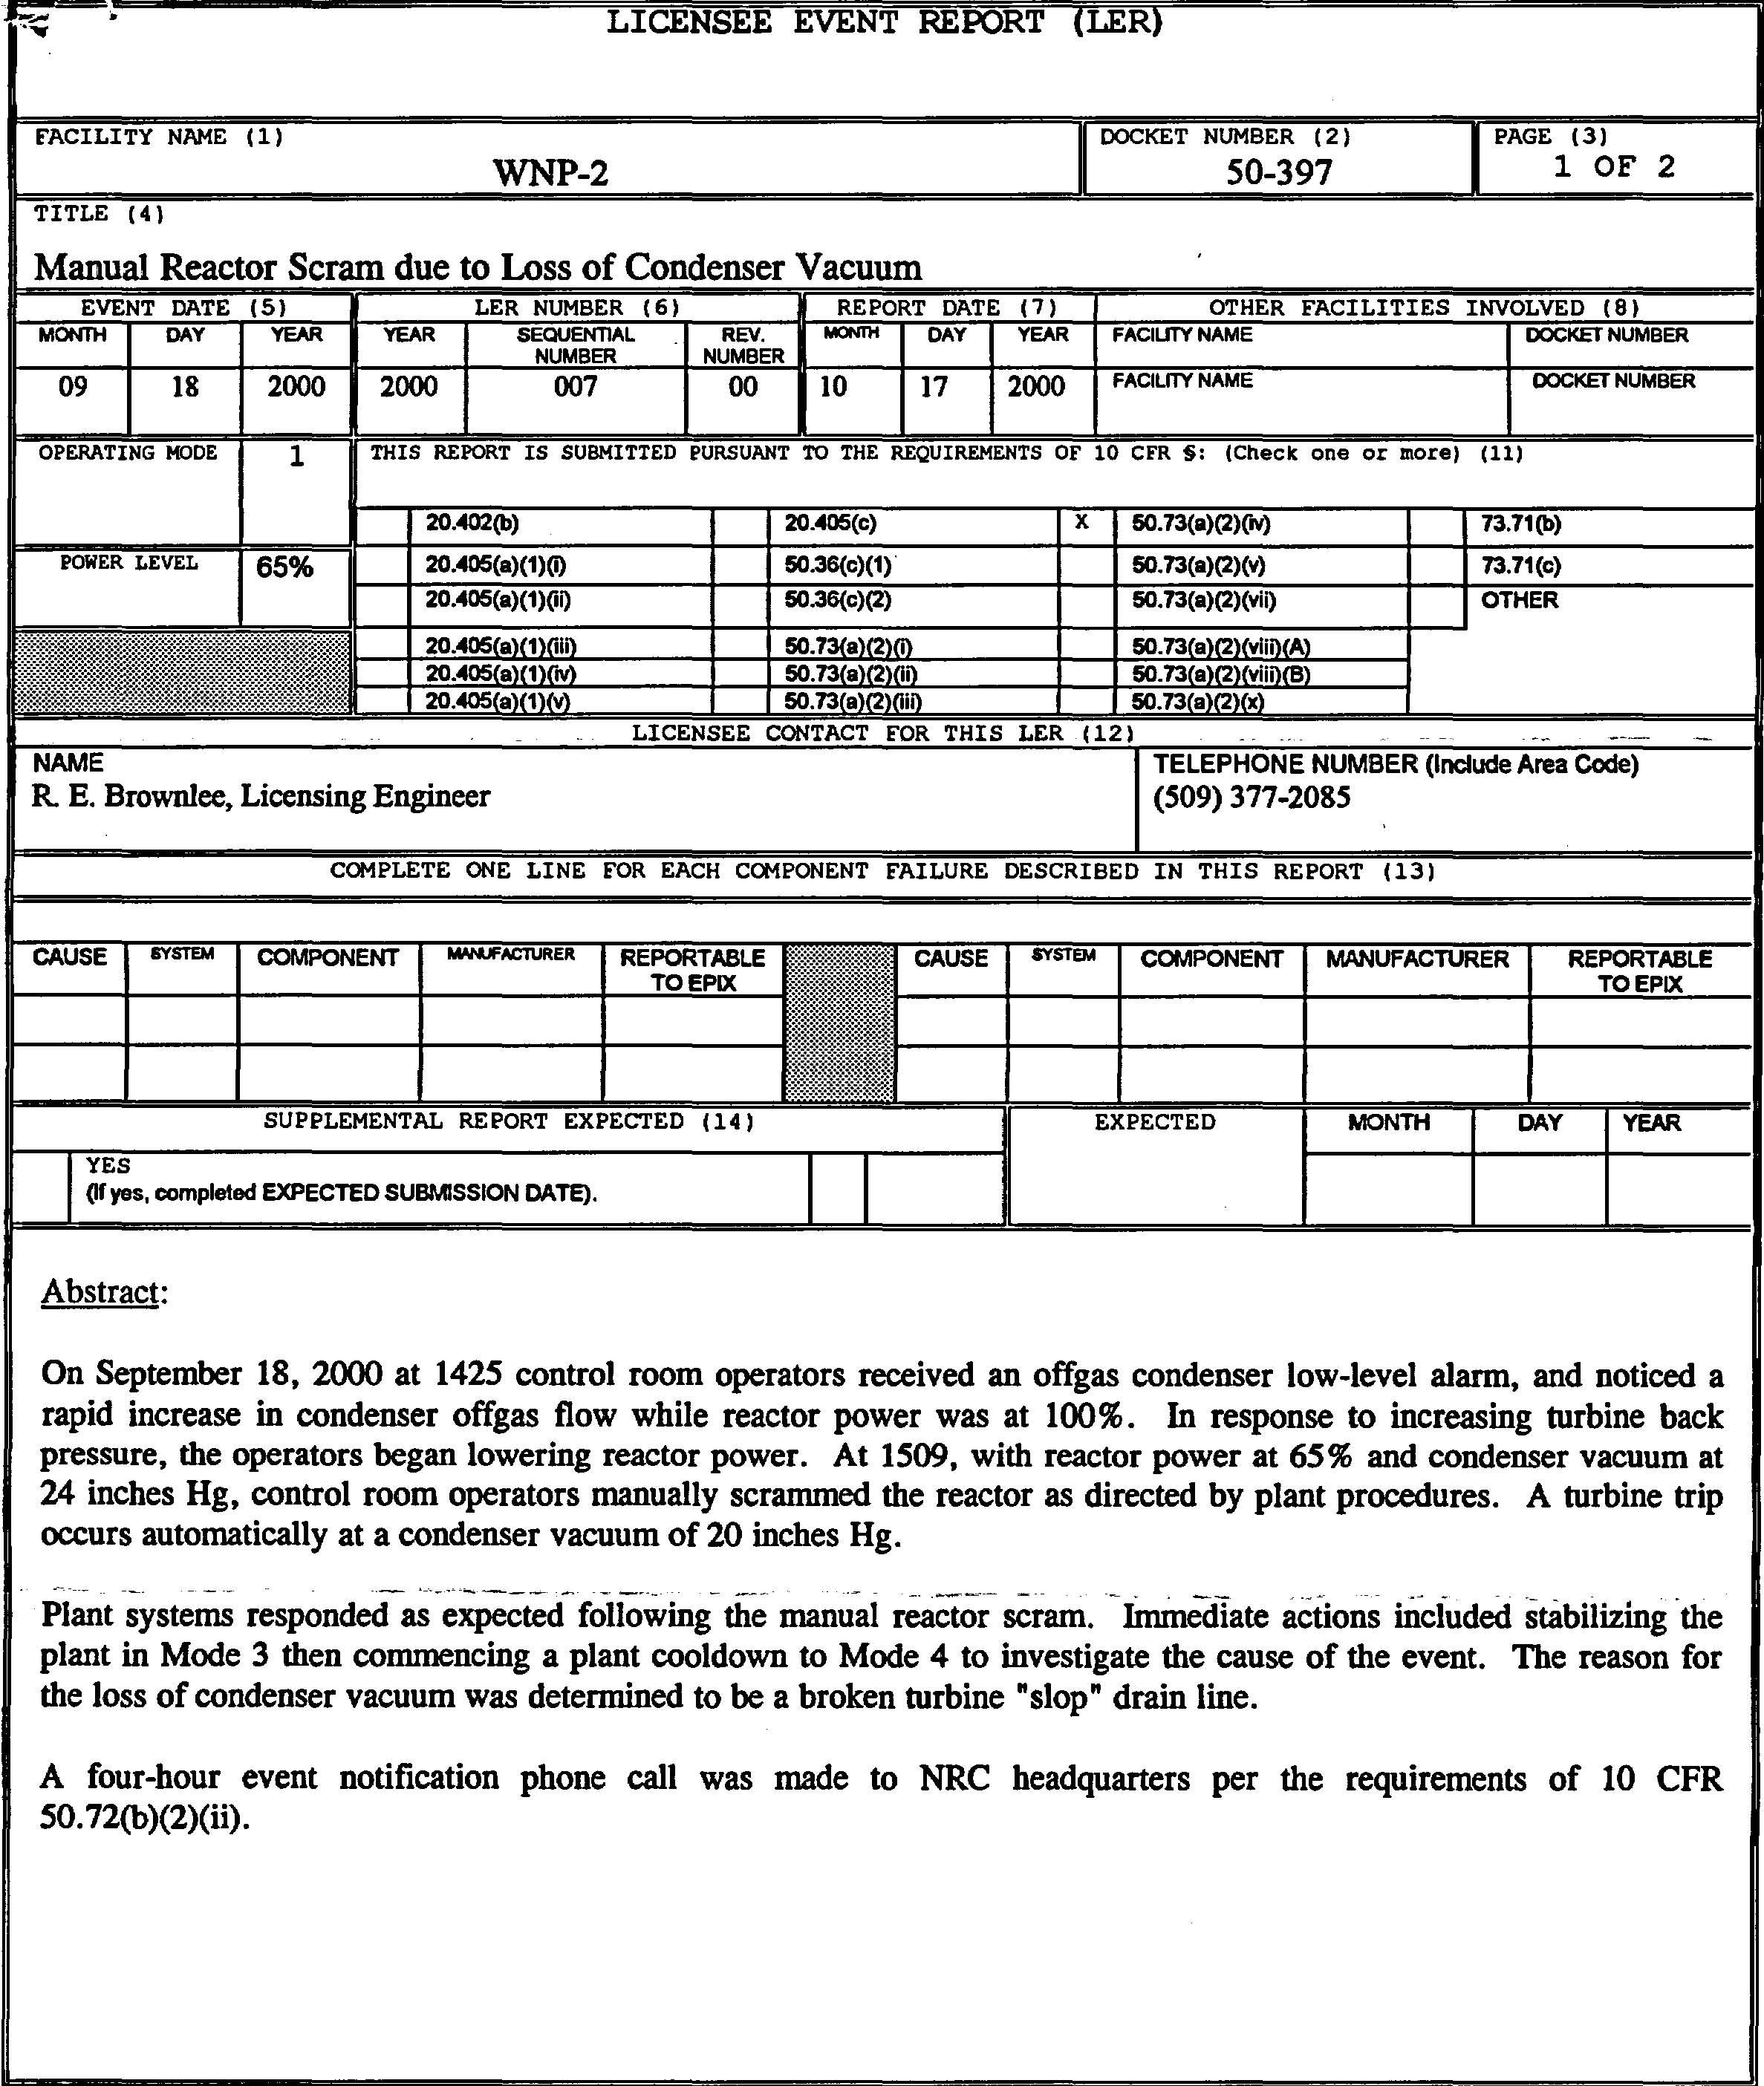 LICENSEE EVENT REPORT (LER)
FACILITY NAME (1)
WNP-2
DOCKET NUMBER (2)
50-397
PAGE (3)
1 OF 2
TITLE (4)
Manual Reactor Scram due to Loss of Condenser Vacuum
EVENT DATE (5) LER NUMBER (6) REPORT DATE (7) OTHER FACILITIES INVOLVED (8)
MONTH DAY YEAR YEAR SEQUENTIAL NUMBER REV. NUMBER MONTH DAY YEAR FACILITY NAME DOCKET NUMBER
09 18 2000 2000 007 00 10 17 2000 FACILITY NAME DOCKET NUMBER
OPERATING MODE 1 THIS REPORT IS SUBMITTED PURSUANT TO THE REQUIREMENTS OF 10 CFR §: (Check one or more) (11)
20.402(b) 20.405(c) X 50.73(a)(2)(iv) 73.71(b)
POWER LEVEL 65% 20.405(a)(1)(i) 50.36(c)(1) 50.73(a)(2)(v) 73.71(c)
20.405(a)(1)(ii) 50.36(c)(2) 50.73(a)(2)(vii) OTHER
20.405(a)(1)(iii) 50.73(a)(2)(i) 50.73(a)(2)(viii)(A)
20.405(a)(1)(iv) 50.73(a)(2)(ii) 50.73(a)(2)(viii)(B)
20.405(a)(1)(v) 50.73(a)(2)(iii) 50.73(a)(2)(x)
LICENSEE CONTACT FOR THIS LER (12)
NAME TELEPHONE NUMBER (Include Area Code)
R. E. Brownlee, Licensing Engineer (509) 377-2085
COMPLETE ONE LINE FOR EACH COMPONENT FAILURE DESCRIBED IN THIS REPORT (13)
CAUSE SYSTEM COMPONENT MANUFACTURER REPORTABLE TO EPIX CAUSE SYSTEM COMPONENT MANUFACTURER REPORTABLE TO EPIX
SUPPLEMENTAL REPORT EXPECTED (14) EXPECTED MONTH DAY YEAR
YES
(If yes, completed EXPECTED SUBMISSION DATE).
Abstract:
On September 18, 2000 at 1425 control room operators received an offgas condenser low-level alarm, and noticed a
rapid increase in condenser offgas flow while reactor power was at 100%. In response to increasing turbine back
pressure, the operators began lowering reactor power. At 1509, with reactor power at 65% and condenser vacuum at
24 inches Hg, control room operators manually scrammed the reactor as directed by plant procedures. A turbine trip
occurs automatically at a condenser vacuum of 20 inches Hg.
Plant systems responded as expected following the manual reactor scram. Immediate actions included stabilizing the
plant in Mode 3 then commencing a plant cooldown to Mode 4 to investigate the cause of the event. The reason for
the loss of condenser vacuum was determined to be a broken turbine "slop" drain line.
A four-hour event notification phone call was made to NRC headquarters per the requirements of 10 CFR
50.72(b)(2)(ii).